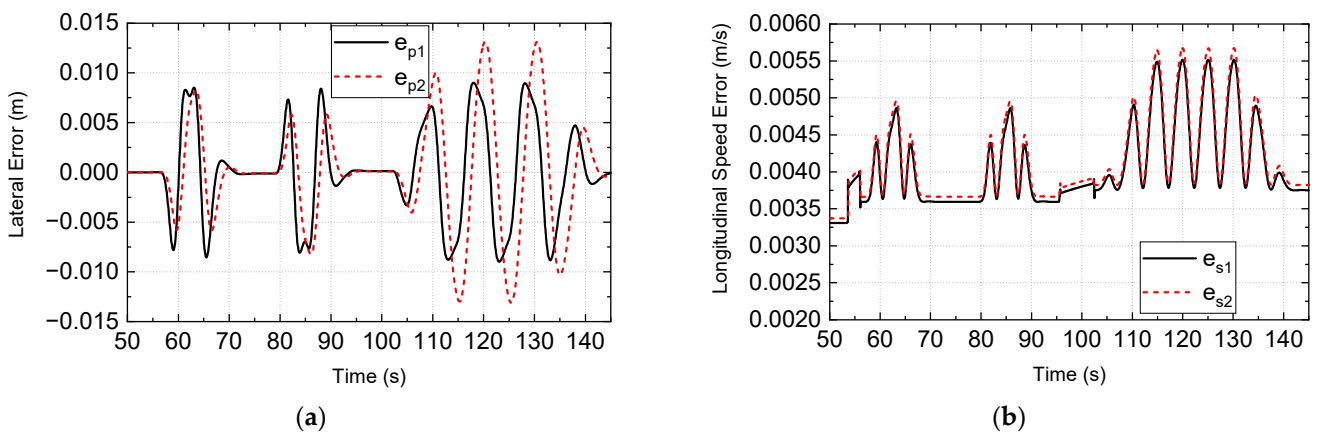 0.015
0.010
0.005
0.000
−0.005
−0.010
−0.015
Lateral Error (m)
e_p1
e_p2
50 60 70 80 90 100 110 120 130 140
Time (s)
(a)
0.0060
0.0055
0.0050
0.0045
0.0040
0.0035
0.0030
0.0025
0.0020
Longitudinal Speed Error (m/s)
e_s1
e_s2
50 60 70 80 90 100 110 120 130 140
Time (s)
(b)